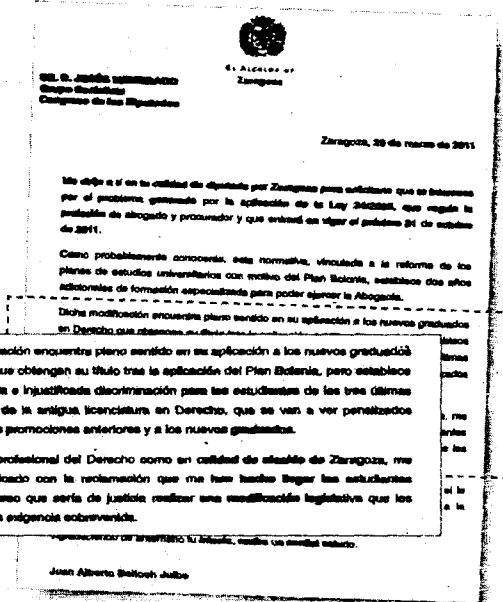 EL ALCALDE DE
Zaragoza
SR. D. JESÚS MEMBRADO
Grupo Socialista
Congreso de los Diputados
Zaragoza, 29 de marzo de 2011
Me dirijo a ti en tu calidad de diputado por Zaragoza para solicitarte que te intereses
por el problema generado por la aplicación de la Ley 34/2006, que regula la
profesión de abogado y procurador y que entrará en vigor el próximo 31 de octubre
de 2011.
Como probablemente conocerás, esta normativa, vinculada a la reforma de los
planes de estudios universitarios con motivo del Plan Bolonia, establece dos años
adicionales de formación especializada para poder ejercer la Abogacía.
Dicha modificación encuentra pleno sentido en su aplicación a los nuevos graduados
en Derecho que obtengan su título tras la aplicación
ación encuentra pleno sentido en su aplicación a los nuevos graduados
ue obtengan su título tras la aplicación del Plan Bolonia, pero establece
a e injustificada discriminación para los estudiantes de las tres últimas
de la antigua licenciatura en Derecho, que se van a ver penalizados
promociones anteriores y a los nuevos graduados.
profesional del Derecho como en calidad de alcalde de Zaragoza, me
icado con la reclamación que me han hecho llegar los estudiantes
reo que sería de justicia realizar una modificación legislativa que les
exigencia sobrevenida.
Agradeciendo de antemano tu interés, recibe un cordial saludo.
Juan Alberto Belloch Julbe